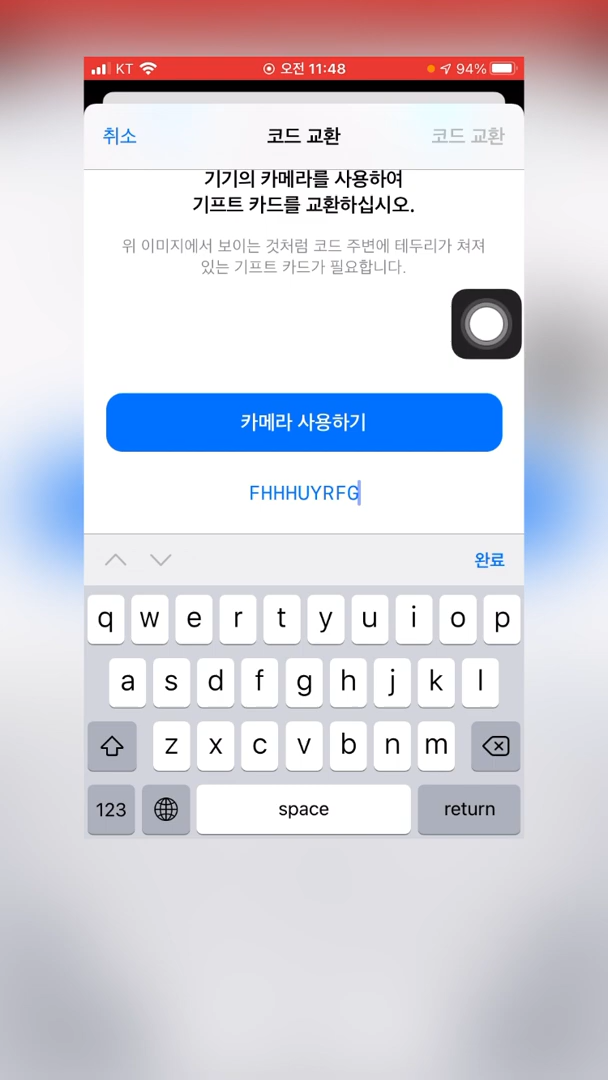 KT 오전 11:48 94%
취소 코드 교환 코드 교환
기기의 카메라를 사용하여
기프트 카드를 교환하십시오.
위 이미지에서 보이는 것처럼 코드 주변에 테두리가 쳐져
있는 기프트 카드가 필요합니다.
카메라 사용하기
FHHHUYRFG
완료
q w e r t y u i o p
a s d f g h j k l
z x c v b n m
123 space return